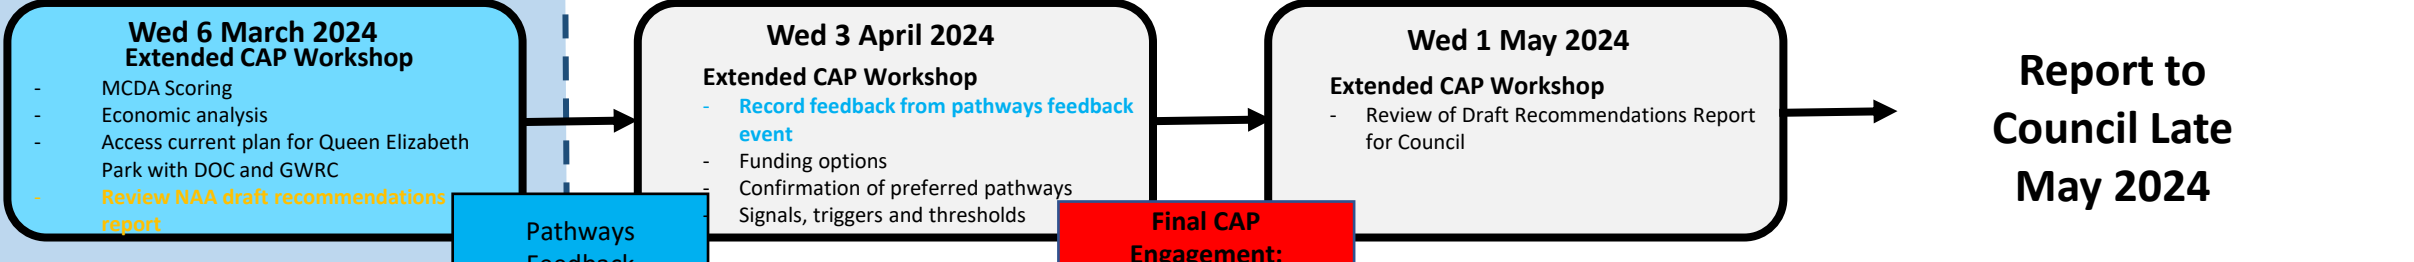 Wed 6 March 2024
Extended CAP Workshop
- MCDA Scoring
- Economic analysis
- Access current plan for Queen Elizabeth
Park with DOC and GWRC
- Review NAA draft recommendations
report
Pathways
Feedback
Wed 3 April 2024
Extended CAP Workshop
- Record feedback from pathways feedback
event
- Funding options
- Confirmation of preferred pathways
- Signals, triggers and thresholds
Final CAP
Engagement:
Wed 1 May 2024
Extended CAP Workshop
- Review of Draft Recommendations Report
for Council
Report to
Council Late
May 2024